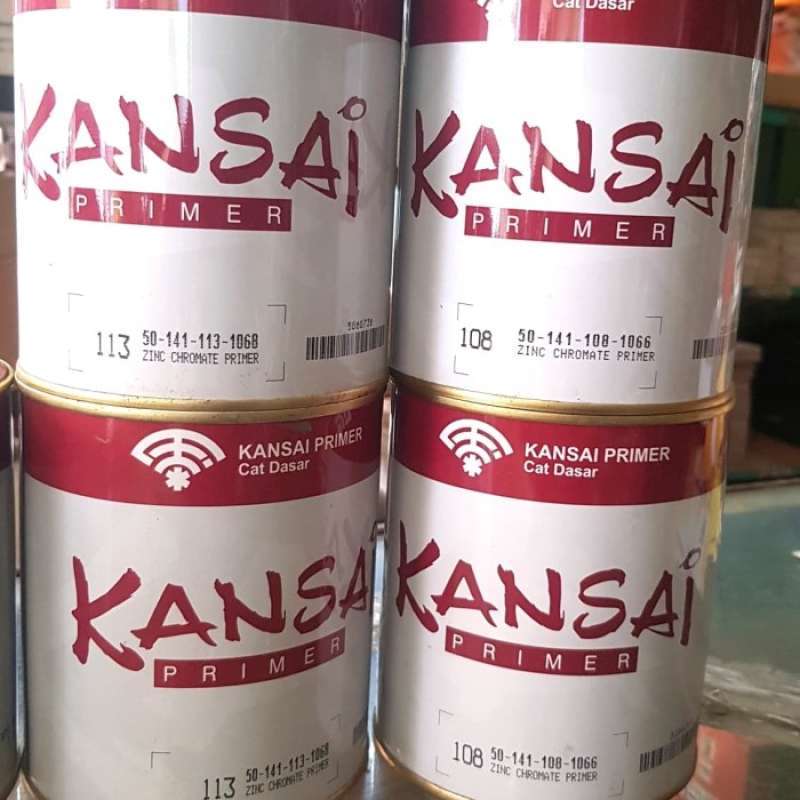 KANSAI
PRIMER
113 50-141-113-1068
ZINC CHROMATE PRIMER
5060736
Cat Dasar
KANSAI
PRIMER
108 50-141-108-1066
ZINC CHROMATE PRIMER
KANSAI PRIMER
Cat Dasar
KANSAI
PRIMER
113 50-141-113-1068
ZINC CHROMATE PRIMER
KANSAI PRIMER
Cat Dasar
KANSAI
PRIMER
108 50-141-108-1066
ZINC CHROMATE PRIMER